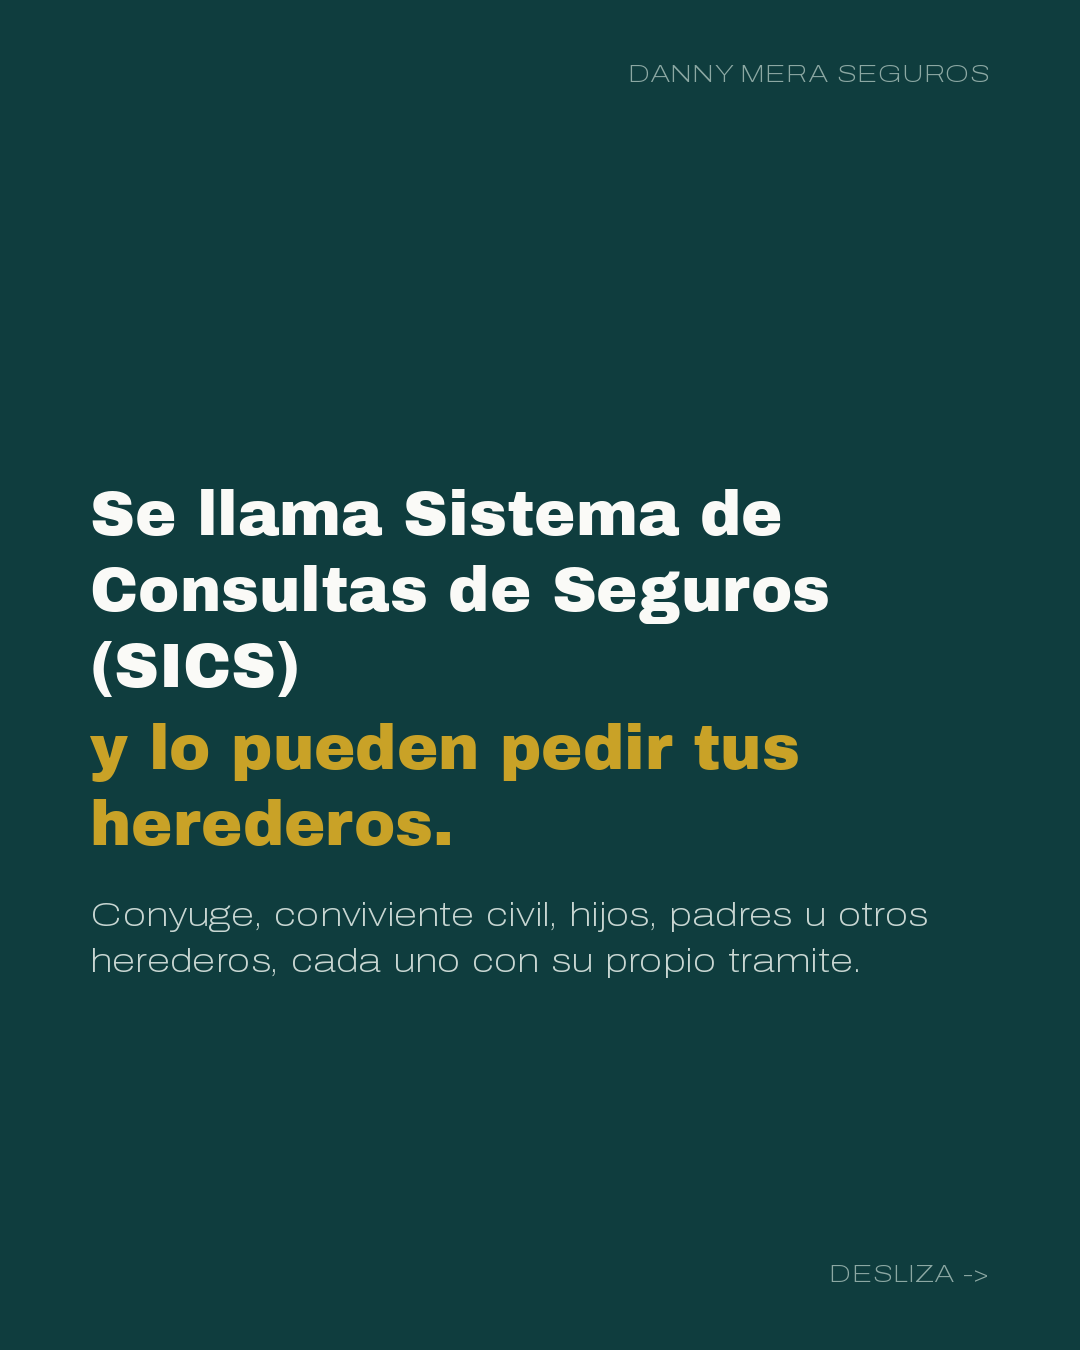 DANNY MERA SEGUROS
Se llama Sistema de
Consultas de Seguros
(SICS)
y lo pueden pedir tus
herederos.
Conyuge, conviviente civil, hijos, padres u otros
herederos, cada uno con su propio tramite.
DESLIZA ->